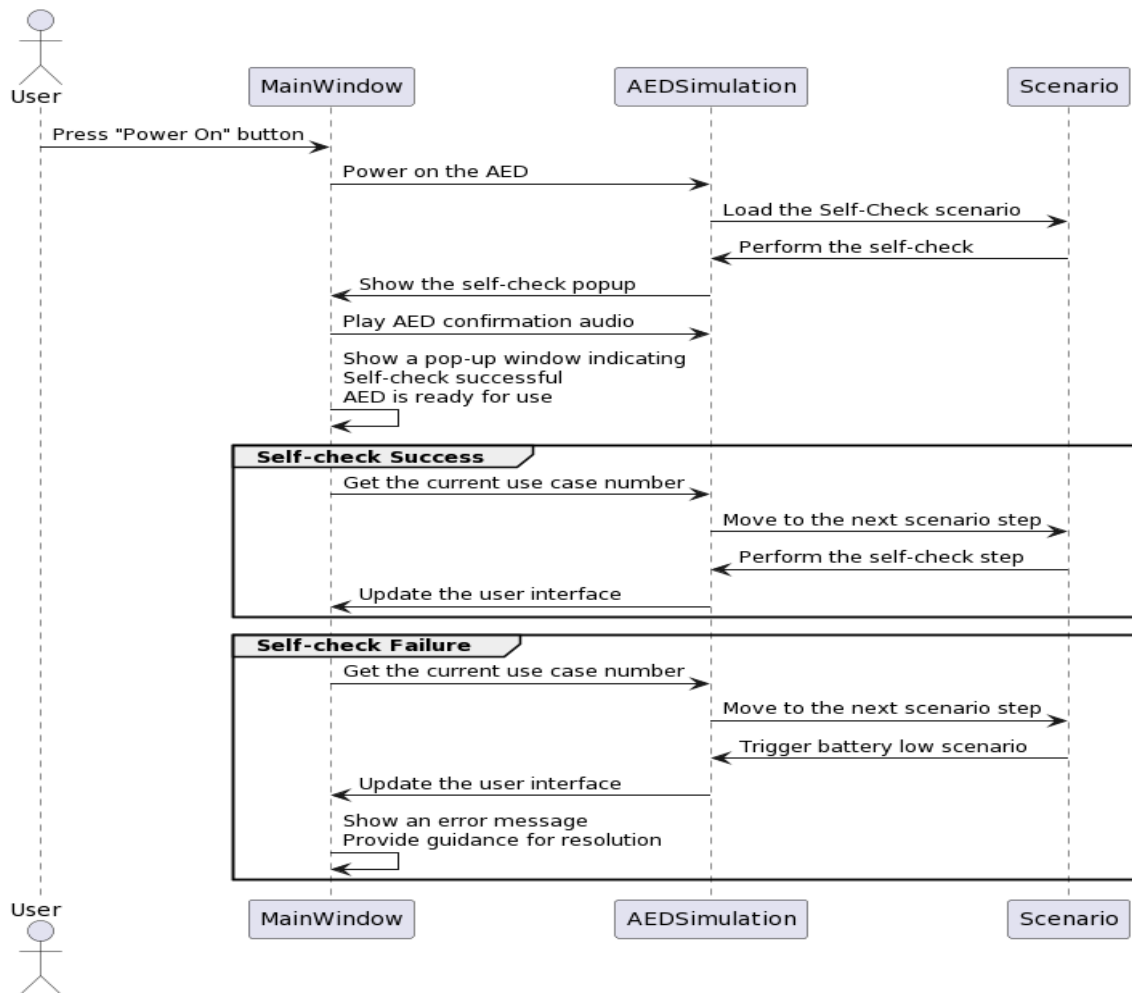 User
MainWindow
AEDSimulation
Scenario
Press "Power On" button
Power on the AED
Load the Self-Check scenario
Perform the self-check
Show the self-check popup
Play AED confirmation audio
Show a pop-up window indicating
Self-check successful
AED is ready for use
Self-check Success
Get the current use case number
Move to the next scenario step
Perform the self-check step
Update the user interface
Self-check Failure
Get the current use case number
Move to the next scenario step
Trigger battery low scenario
Update the user interface
Show an error message
Provide guidance for resolution
User
MainWindow
AEDSimulation
Scenario